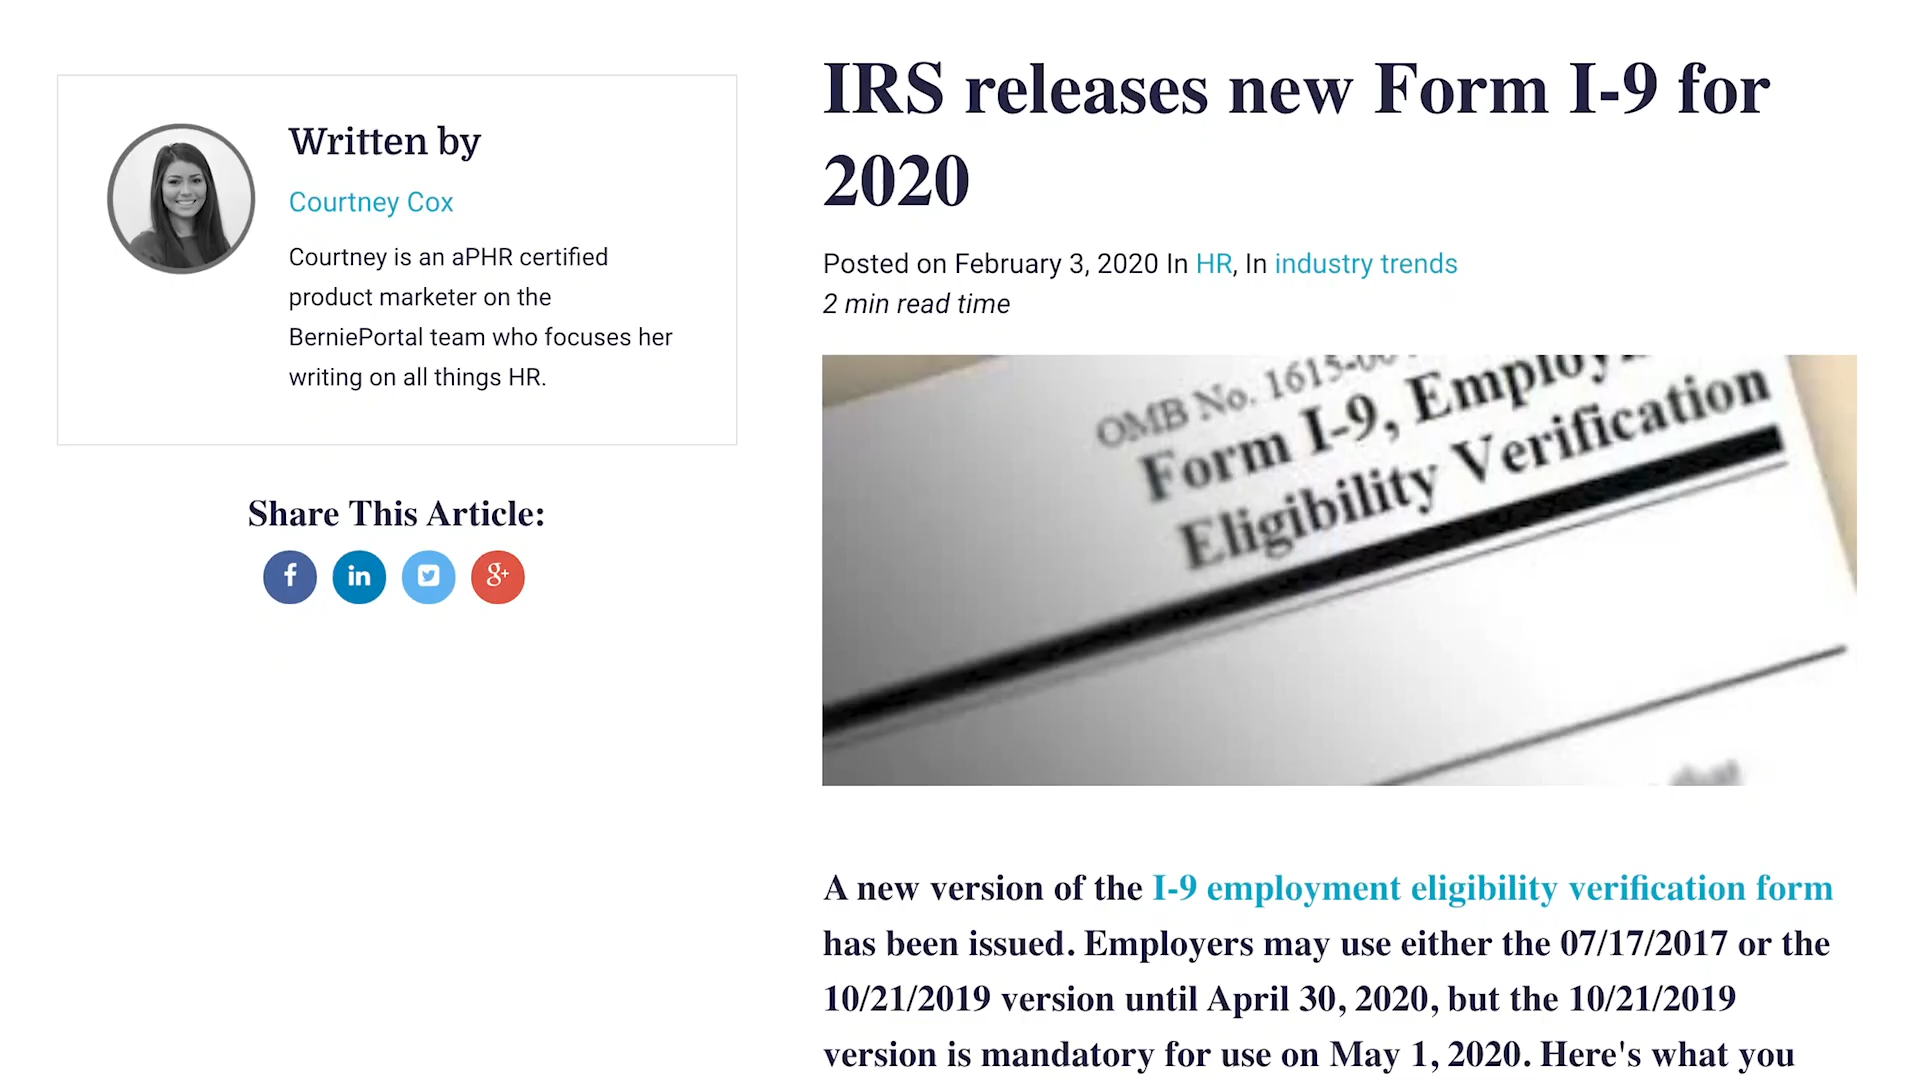 Written by
Courtney Cox
Courtney is an aPHR certified
product marketer on the
BerniePortal team who focuses her
writing on all things HR.
Share This Article:
f
in
g+
IRS releases new Form I-9 for
2020
Posted on February 3, 2020 In HR, In industry trends
2 min read time
OMB No.
Form I-9,
Eligibility Verification
A new version of the I-9 employment eligibility verification form
has been issued. Employers may use either the 07/17/2017 or the
10/21/2019 version until April 30, 2020, but the 10/21/2019
version is mandatory for use on May 1, 2020. Here's what you